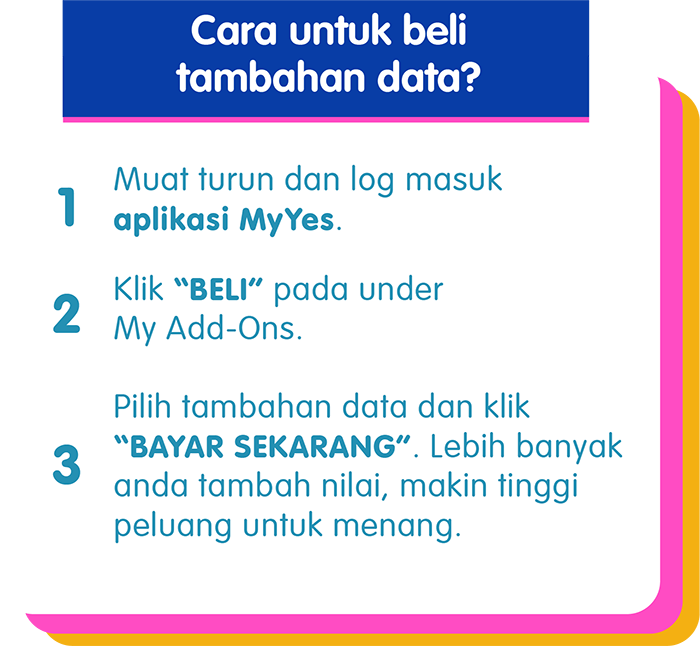 Cara untuk beli
tambahan data?
1
Muat turun dan log masuk
aplikasi MyYes.
2
Klik “BELI” pada under
My Add-Ons.
3
Pilih tambahan data dan klik
“BAYAR SEKARANG”. Lebih banyak
anda tambah nilai, makin tinggi
peluang untuk menang.